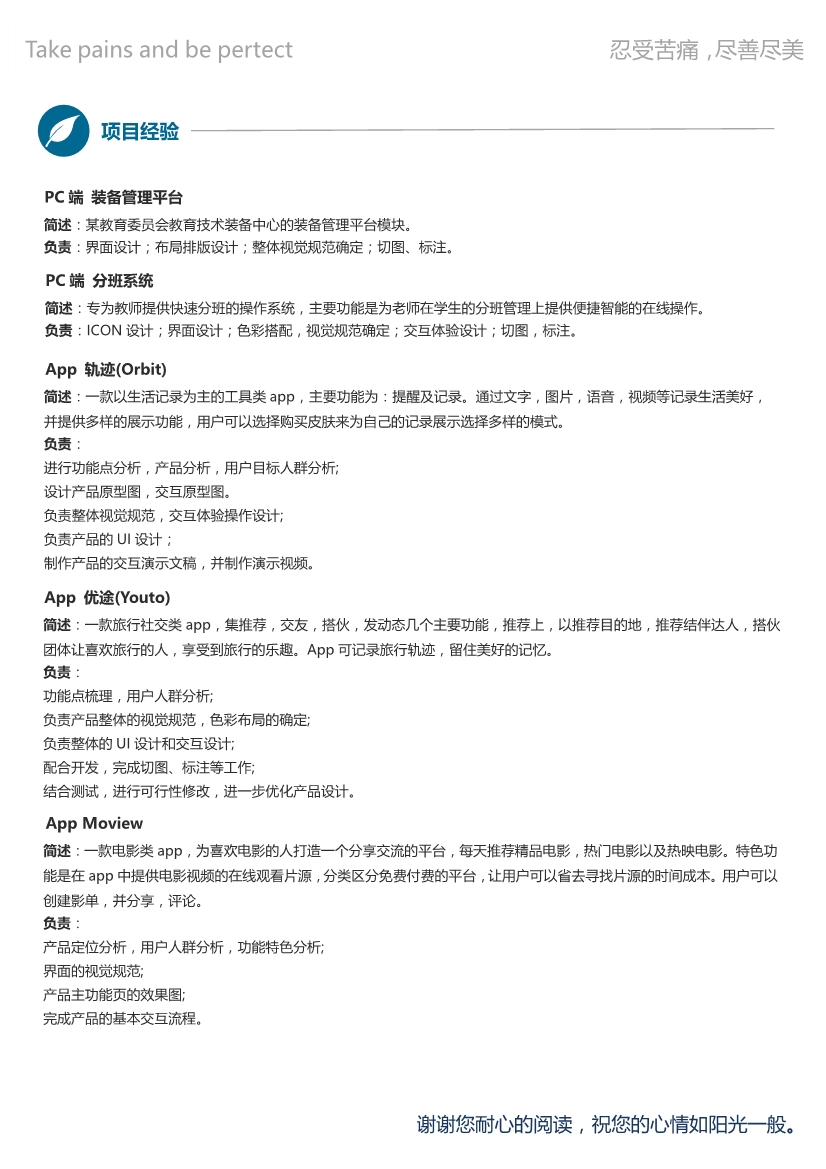 Take pains and be pertect
忍受苦痛，尽善尽美
项目经验
PC 端 装备管理平台
简述：某教育委员会教育技术装备中心的装备管理平台模块。
负责：界面设计；布局排版设计；整体视觉规范确定；切图、标注。
PC 端 分班系统
简述：专为教师提供快速分班的操作系统，主要功能是为老师在学生的分班管理上提供便捷智能的在线操作。
负责：ICON 设计；界面设计；色彩搭配，视觉规范确定；交互体验设计；切图，标注。
App 轨迹(Orbit)
简述：一款以生活记录为主的工具类 app，主要功能为：提醒及记录。通过文字，图片，语音，视频等记录生活美好，
并提供多样的展示功能，用户可以选择购买皮肤来为自己的记录展示选择多样的模式。
负责：
进行功能点分析，产品分析，用户目标人群分析;
设计产品原型图，交互原型图。
负责整体视觉规范，交互体验操作设计;
负责产品的 UI 设计；
制作产品的交互演示文稿，并制作演示视频。
App 优途(Youto)
简述：一款旅行社交类 app，集推荐，交友，搭伙，发动态几个主要功能，推荐上，以推荐目的地，推荐结伴达人，搭伙
团体让喜欢旅行的人，享受到旅行的乐趣。App 可记录旅行轨迹，留住美好的记忆。
负责：
功能点梳理，用户人群分析;
负责产品整体的视觉规范，色彩布局的确定;
负责整体的 UI 设计和交互设计;
配合开发，完成切图、标注等工作;
结合测试，进行可行性修改，进一步优化产品设计。
App Moview
简述：一款电影类 app，为喜欢电影的人打造一个分享交流的平台，每天推荐精品电影，热门电影以及热映电影。特色功
能是在 app 中提供电影视频的在线观看片源，分类区分免费付费的平台，让用户可以省去寻找片源的时间成本。用户可以
创建影单，并分享，评论。
负责：
产品定位分析，用户人群分析，功能特色分析;
界面的视觉规范;
产品主功能页的效果图;
完成产品的基本交互流程。
谢谢您耐心的阅读，祝您的心情如阳光一般。